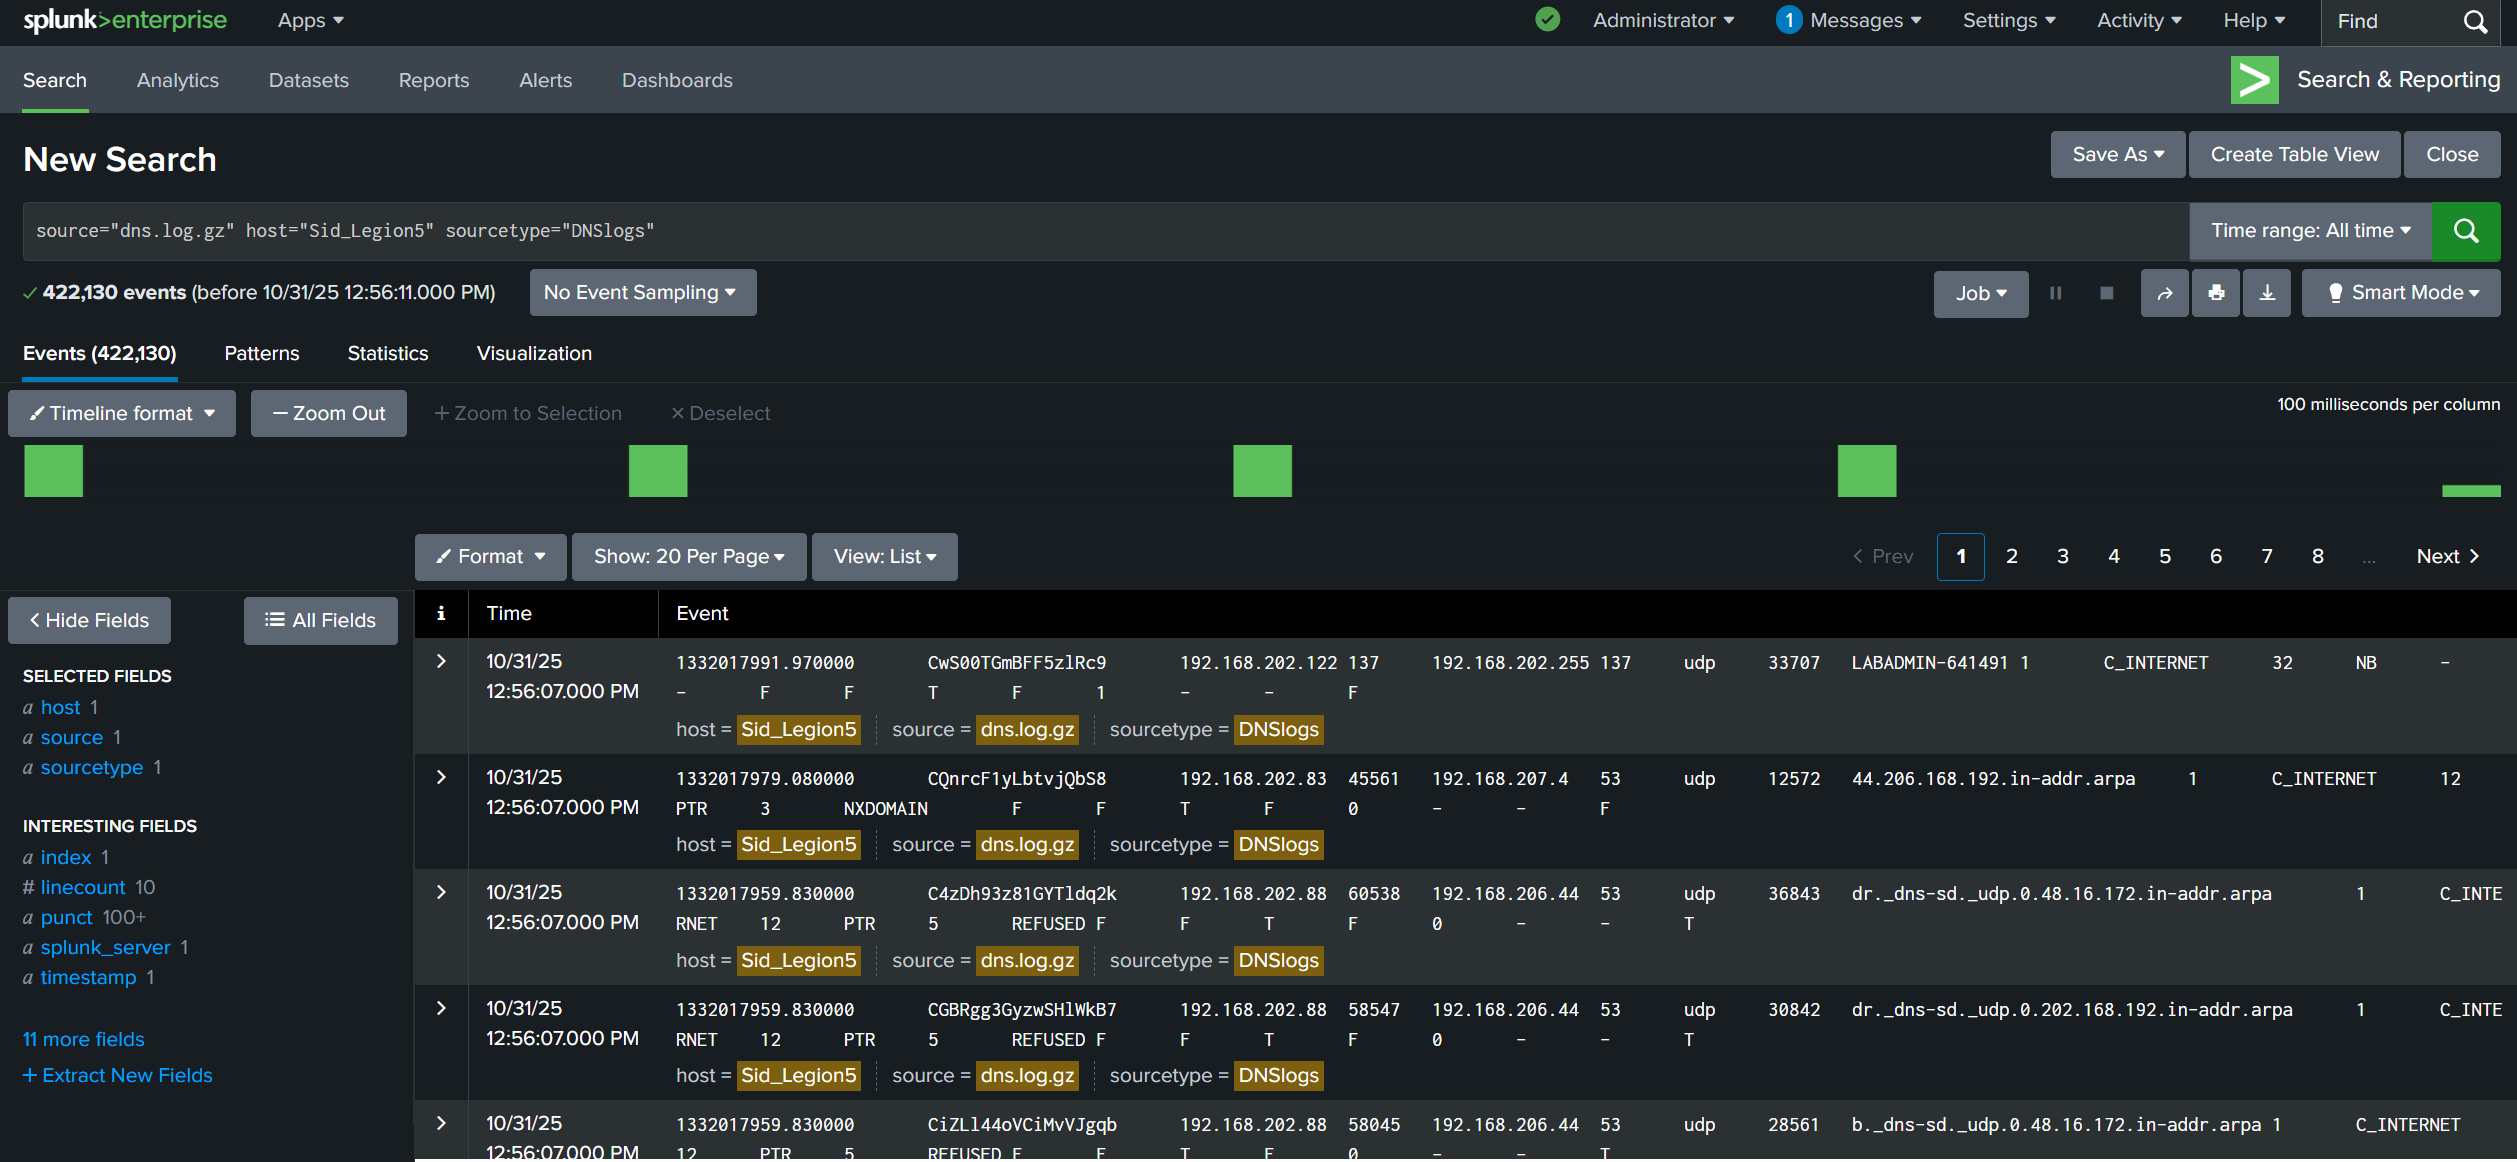 splunk>enterprise Apps Administrator 1 Messages Settings Activity Help Find
Search Analytics Datasets Reports Alerts Dashboards > Search & Reporting
New Search Save As Create Table View Close
source="dns.log.gz" host="Sid_Legion5" sourcetype="DNSlogs" Time range: All time
✓ 422,130 events (before 10/31/25 12:56:11.000 PM) No Event Sampling Job Smart Mode
Events (422,130) Patterns Statistics Visualization
Timeline format — Zoom Out + Zoom to Selection × Deselect 100 milliseconds per column
Format Show: 20 Per Page View: List < Prev 1 2 3 4 5 6 7 8 ... Next >
< Hide Fields All Fields
SELECTED FIELDS
a host 1
a source 1
a sourcetype 1
INTERESTING FIELDS
a index 1
# linecount 10
a punct 100+
a splunk_server 1
a timestamp 1
11 more fields
+ Extract New Fields
i Time Event
> 10/31/25 1332017991.970000 CwS00TGmBFF5zlRc9 192.168.202.122 137 192.168.202.255 137 udp 33707 LABADMIN-641491 1 C_INTERNET 32 NB -
12:56:07.000 PM - F F T F 1 - - F
host = Sid_Legion5 source = dns.log.gz sourcetype = DNSlogs
> 10/31/25 1332017979.080000 CQnrcF1yLbtvjQbS8 192.168.202.83 45561 192.168.207.4 53 udp 12572 44.206.168.192.in-addr.arpa 1 C_INTERNET 12
12:56:07.000 PM PTR 3 NXDOMAIN F F T F 0 - - F
host = Sid_Legion5 source = dns.log.gz sourcetype = DNSlogs
> 10/31/25 1332017959.830000 C4zDh93z81GYTldq2k 192.168.202.88 60538 192.168.206.44 53 udp 36843 dr._dns-sd._udp.0.48.16.172.in-addr.arpa 1 C_INTE
12:56:07.000 PM RNET 12 PTR 5 REFUSED F F T F 0 - - T
host = Sid_Legion5 source = dns.log.gz sourcetype = DNSlogs
> 10/31/25 1332017959.830000 CGBRgg3GyzwSHlWkB7 192.168.202.88 58547 192.168.206.44 53 udp 30842 dr._dns-sd._udp.0.202.168.192.in-addr.arpa 1 C_INTE
12:56:07.000 PM RNET 12 PTR 5 REFUSED F F T F 0 - - T
host = Sid_Legion5 source = dns.log.gz sourcetype = DNSlogs
> 10/31/25 1332017959.830000 CiZLl44oVCiMvVJgqb 192.168.202.88 58045 192.168.206.44 53 udp 28561 b._dns-sd._udp.0.48.16.172.in-addr.arpa 1 C_INTERNET
12:56:07.000 PM 12 PTR 5 REFUSED F F T F 0 - - T